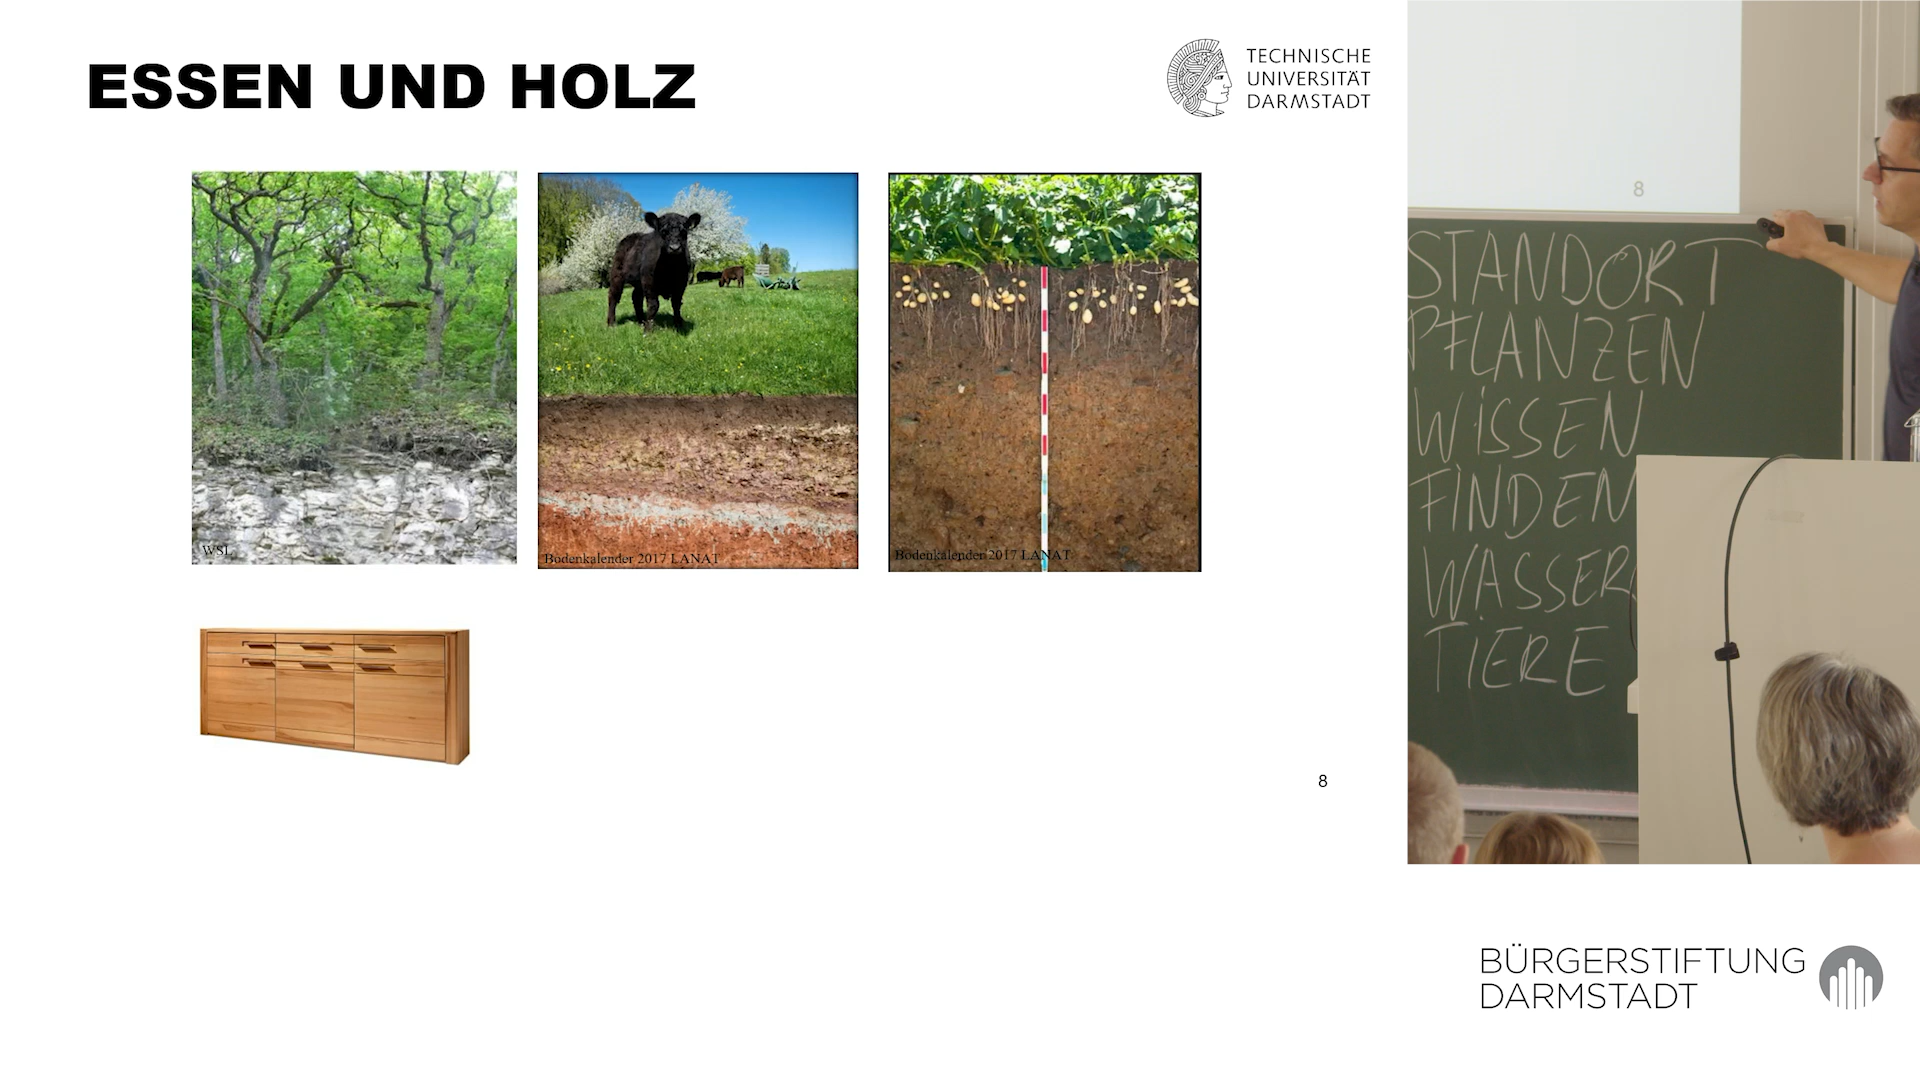 ESSEN UND HOLZ
TECHNISCHE
UNIVERSITÄT
DARMSTADT
WSL
Bodenkalender 2017 LANAT
Bodenkalender 2017 LANAT
8
8
STANDORT
PFLANZEN
WISSEN
FINDEN
WASSER
TIERE
BÜRGERSTIFTUNG
DARMSTADT